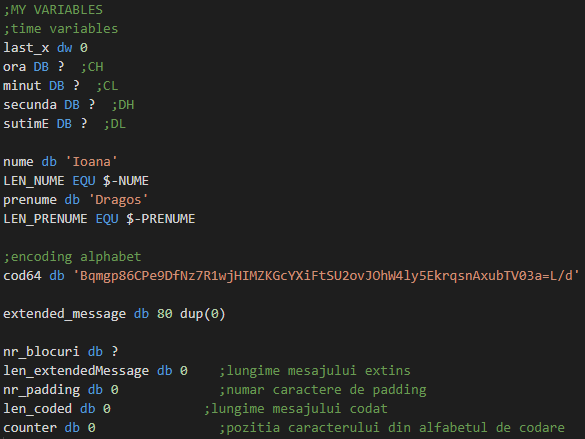 ;MY VARIABLES
;time variables
last_x dw 0
ora DB ?  ;CH
minut DB ?  ;CL
secunda DB ?  ;DH
sutimE DB ?  ;DL
nume db 'Ioana'
LEN_NUME EQU $-NUME
prenume db 'Dragos'
LEN_PRENUME EQU $-PRENUME
;encoding alphabet
cod64 db 'Bqmgp86CPe9DfNz7R1wjHIMZKGcYXiFtSU2ovJOhW4ly5EkrqsnAxubTV03a=L/d'
extended_message db 80 dup(0)
nr_blocuri db ?
len_extendedMessage db 0    ;lungime mesajului extins
nr_padding db 0             ;numar caractere de padding
len_coded db 0            ;lungime mesajului codat
counter db 0                ;pozitia caracterului din alfabetul de codare